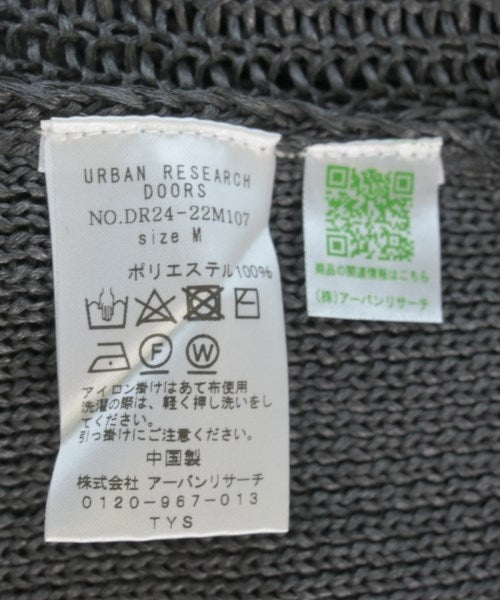 URBAN RESEARCH
DOORS
NO.DR24-22M107
size M
ポリエステル100%
F
W
アイロン掛けはあて布使用
洗濯の際は、軽く押し洗いをし
てください。
引っ掛けにご注意ください。
中国製
株式会社 アーバンリサーチ
0120-967-013
TYS
商品の関連情報はこちら
(株)アーバンリサーチ